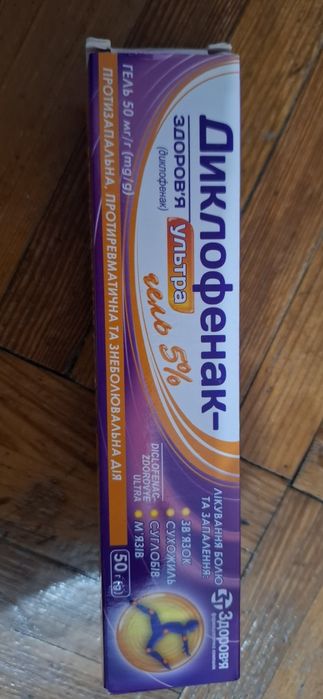 Диклофенак-
ЗДОРОВ'Я
(диклофенак)
ультра
гель 5%
ГЕЛЬ 50 мг/г (mg/g)
ПРОТИЗАПАЛЬНА, ПРОТИРЕВМАТИЧНА ТА ЗНЕБОЛЮВАЛЬНА ДІЯ
DICLOFENAC-
ZDOROVYE
ULTRA
ЛІКУВАННЯ БОЛЮ
ТА ЗАПАЛЕННЯ:
ЗВ'ЯЗОК
СУХОЖИЛЬ
СУГЛОБІВ
М'ЯЗІВ
50 г (g)
Здоров'я